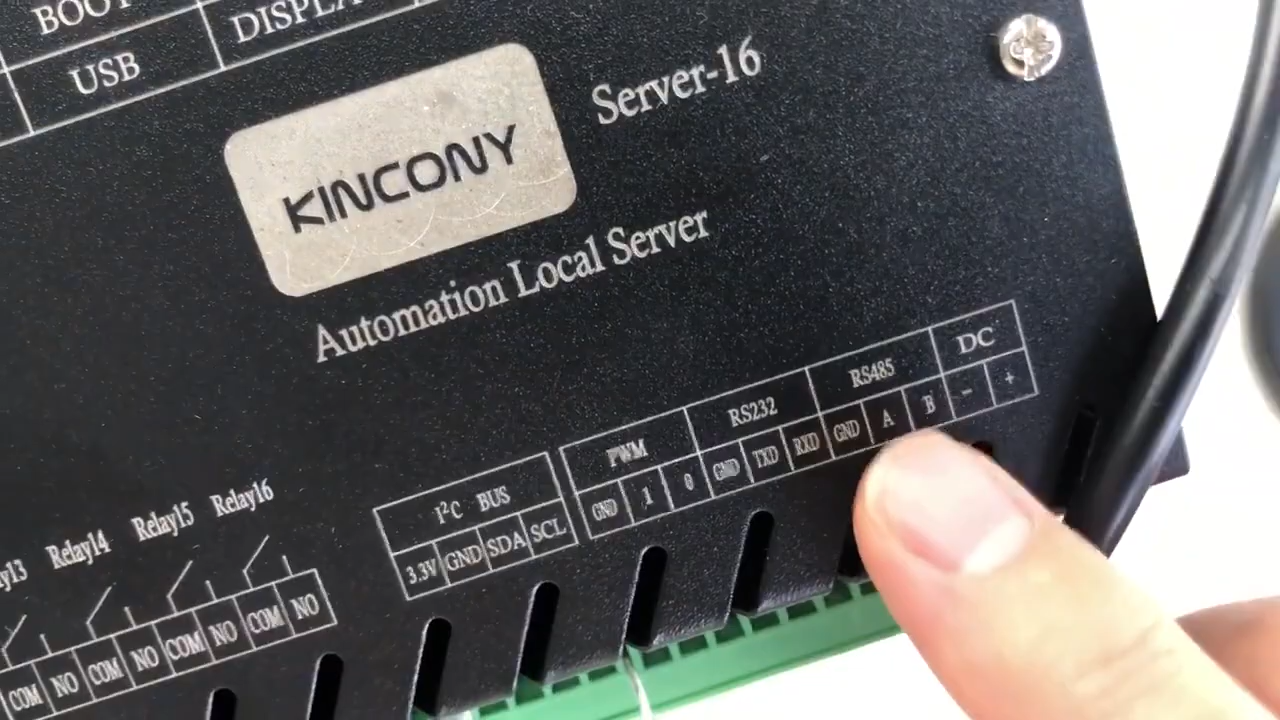 BOOT
DISPLA
USB
KINCONY
Server-16
Automation Local Server
DC
RS485
- +
RS232
GND A B
PWM
GND TXD RXD
I²C BUS
GND 1 0
3.3V GND SDA SCL
Relay16
Relay15
Relay14
y13
COM NO COM NO COM NO COM NO